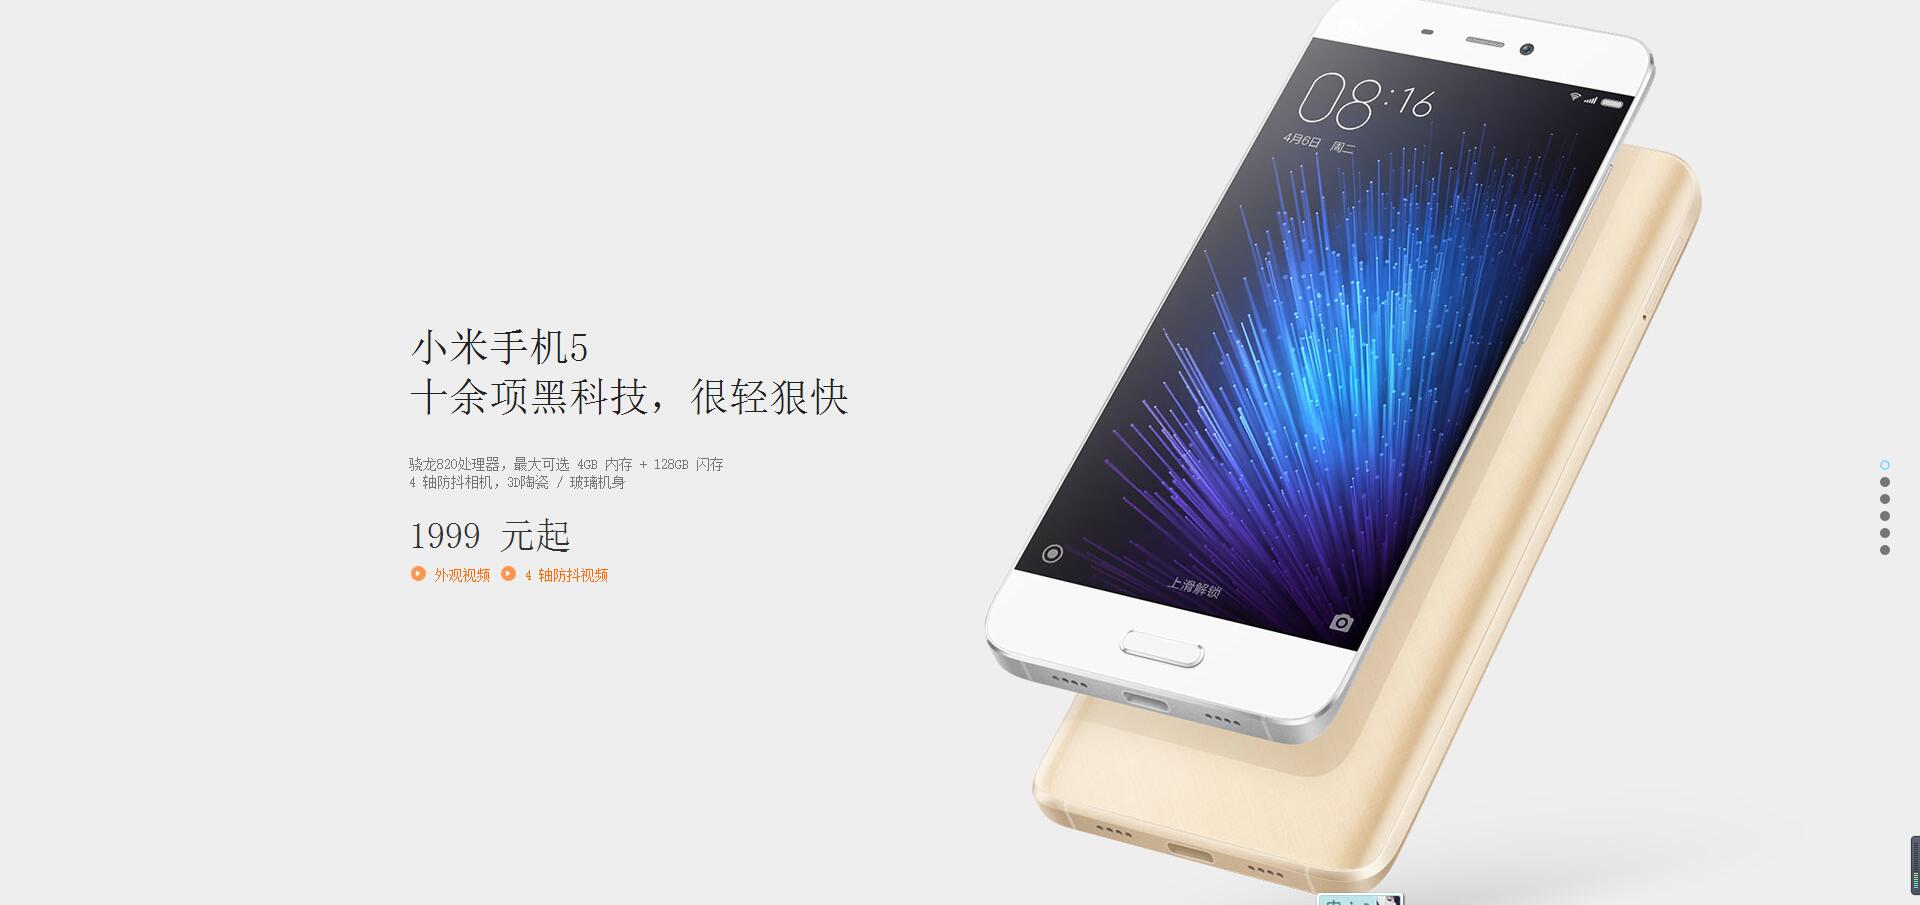 小米手机5
十余项黑科技，很轻狠快
骁龙820处理器，最大可选 4GB 内存 + 128GB 闪存
4 轴防抖相机，3D陶瓷 / 玻璃机身
1999 元起
外观视频 4 轴防抖视频
08:16
4月6日 周二
上滑解锁